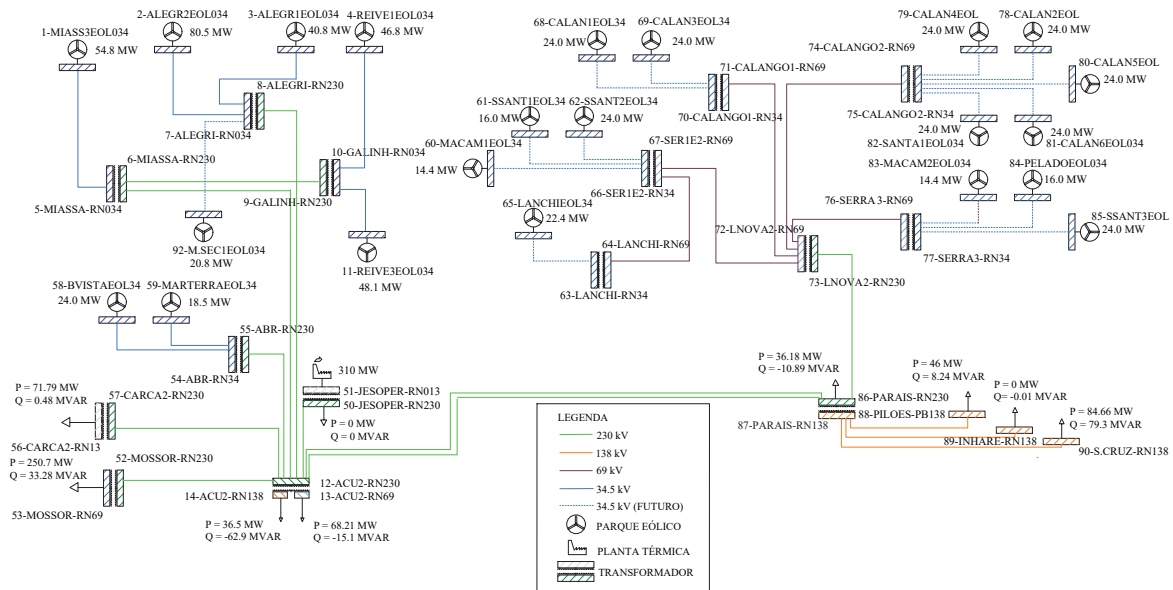 1-MIASS3EOL034
54.8 MW
2-ALEGR2EOL034
80.5 MW
3-ALEGR1EOL034
40.8 MW
4-REIVE1EOL034
46.8 MW
8-ALEGRI-RN230
7-ALEGRI-RN034
6-MIASSA-RN230
5-MIASSA-RN034
10-GALINH-RN034
9-GALINH-RN230
92-M.SEC1EOL034
20.8 MW
11-REIVE3EOL034
48.1 MW
58-BVISTAEOL34
24.0 MW
59-MARTERRAEOL34
18.5 MW
55-ABR-RN230
54-ABR-RN34
P = 71.79 MW
Q = 0.48 MVAR
57-CARCA2-RN230
56-CARCA2-RN13
P = 250.7 MW
Q = 33.28 MVAR
52-MOSSOR-RN230
53-MOSSOR-RN69
310 MW
51-JESOPER-RN013
50-JESOPER-RN230
P = 0 MW
Q = 0 MVAR
12-ACU2-RN230
14-ACU2-RN138
13-ACU2-RN69
P = 36.5 MW
Q = -62.9 MVAR
P = 68.21 MW
Q = -15.1 MVAR
68-CALAN1EOL34
24.0 MW
69-CALAN3EOL34
24.0 MW
71-CALANGO1-RN69
70-CALANGO1-RN34
61-SSANT1EOL34
16.0 MW
62-SSANT2EOL34
24.0 MW
60-MACAM1EOL34
14.4 MW
67-SER1E2-RN69
66-SER1E2-RN34
65-LANCHIEOL34
22.4 MW
64-LANCHI-RN69
63-LANCHI-RN34
72-LNOVA2-RN69
73-LNOVA2-RN230
79-CALAN4EOL
24.0 MW
78-CALAN2EOL
24.0 MW
74-CALANGO2-RN69
80-CALAN5EOL
24.0 MW
75-CALANGO2-RN34
24.0 MW
82-SANTA1EOL034
24.0 MW
81-CALAN6EOL034
83-MACAM2EOL034
14.4 MW
84-PELADOEOL034
16.0 MW
76-SERRA 3-RN69
85-SSANT3EOL
24.0 MW
77-SERRA3-RN34
P = 36.18 MW
Q = -10.89 MVAR
P = 46 MW
Q = 8.24 MVAR
P = 0 MW
Q = -0.01 MVAR
P = 84.66 MW
Q = 79.3 MVAR
86-PARAIS-RN230
88-PILOES-PB138
87-PARAIS-RN138
89-INHARE-RN138
90-S.CRUZ-RN138
LEGENDA
230 kV
138 kV
69 kV
34.5 kV
34.5 kV (FUTURO)
PARQUE EÓLICO
PLANTA TÉRMICA
TRANSFORMADOR